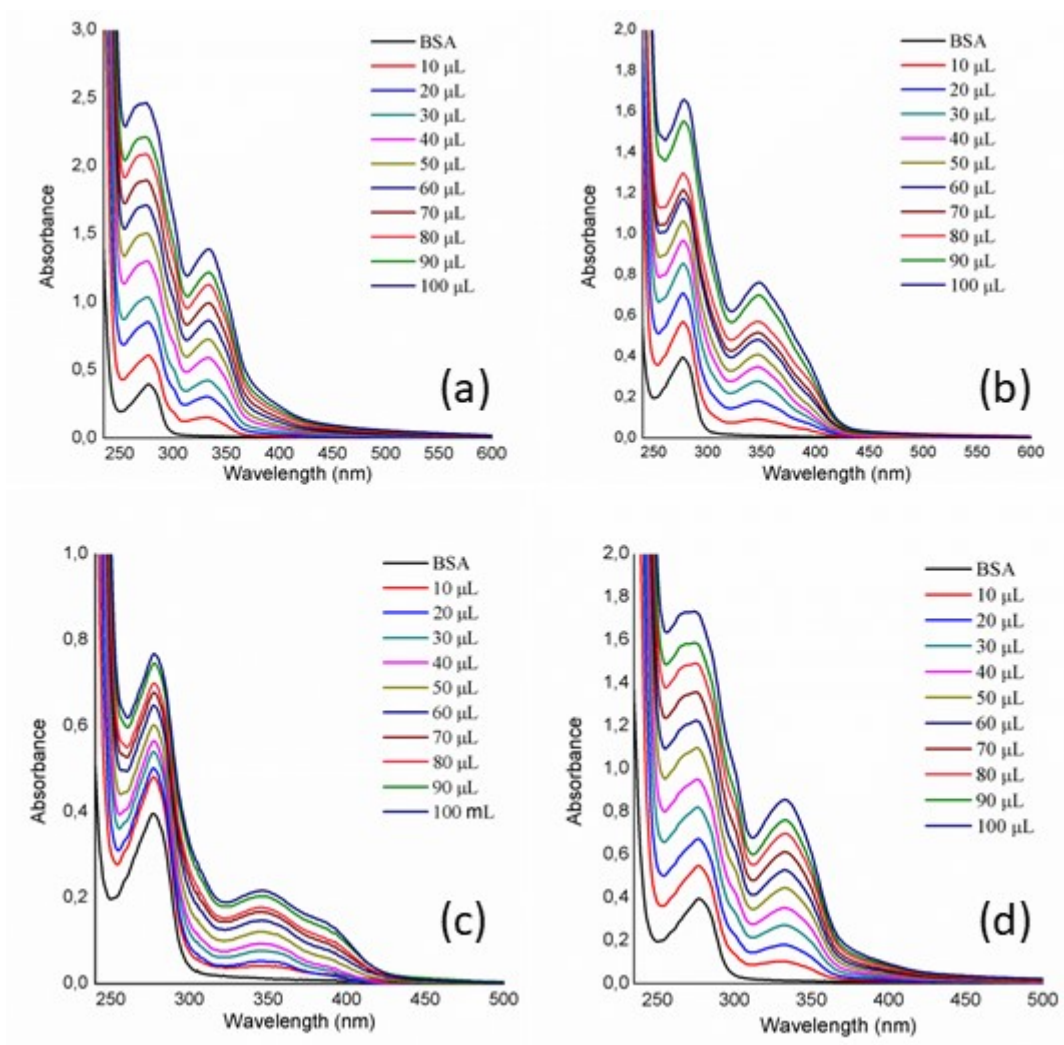 3,0
2,5
2,0
1,5
1,0
0,5
0,0
Absorbance
250 300 350 400 450 500 550 600
Wavelength (nm)
BSA
10 µL
20 µL
30 µL
40 µL
50 µL
60 µL
70 µL
80 µL
90 µL
100 µL
(a)
2,0
1,8
1,6
1,4
1,2
1,0
0,8
0,6
0,4
0,2
0,0
Absorbance
250 300 350 400 450 500 550 600
Wavelength (nm)
BSA
10 µL
20 µL
30 µL
40 µL
50 µL
60 µL
70 µL
80 µL
90 µL
100 µL
(b)
1,0
0,8
0,6
0,4
0,2
0,0
Absorbance
250 300 350 400 450 500
Wavelength (nm)
BSA
10 µL
20 µL
30 µL
40 µL
50 µL
60 µL
70 µL
80 µL
90 µL
100 mL
(c)
2,0
1,8
1,6
1,4
1,2
1,0
0,8
0,6
0,4
0,2
0,0
Absorbance
250 300 350 400 450 500
Wavelength (nm)
BSA
10 µL
20 µL
30 µL
40 µL
50 µL
60 µL
70 µL
80 µL
90 µL
100 µL
(d)